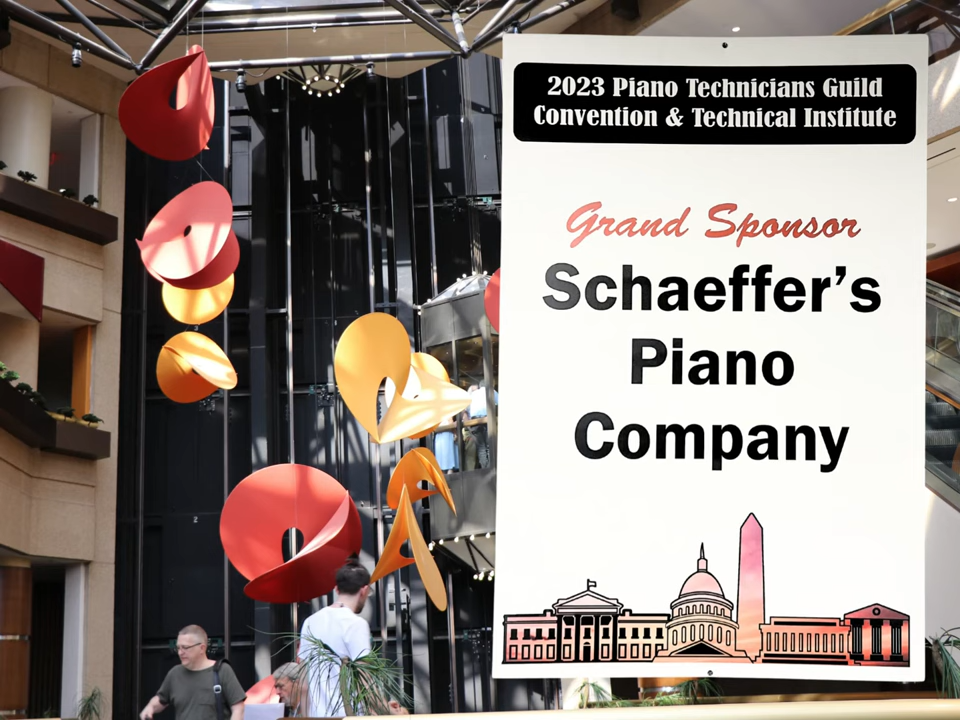 2023 Piano Technicians Guild
Convention & Technical Institute
Grand Sponsor
Schaeffer’s
Piano
Company